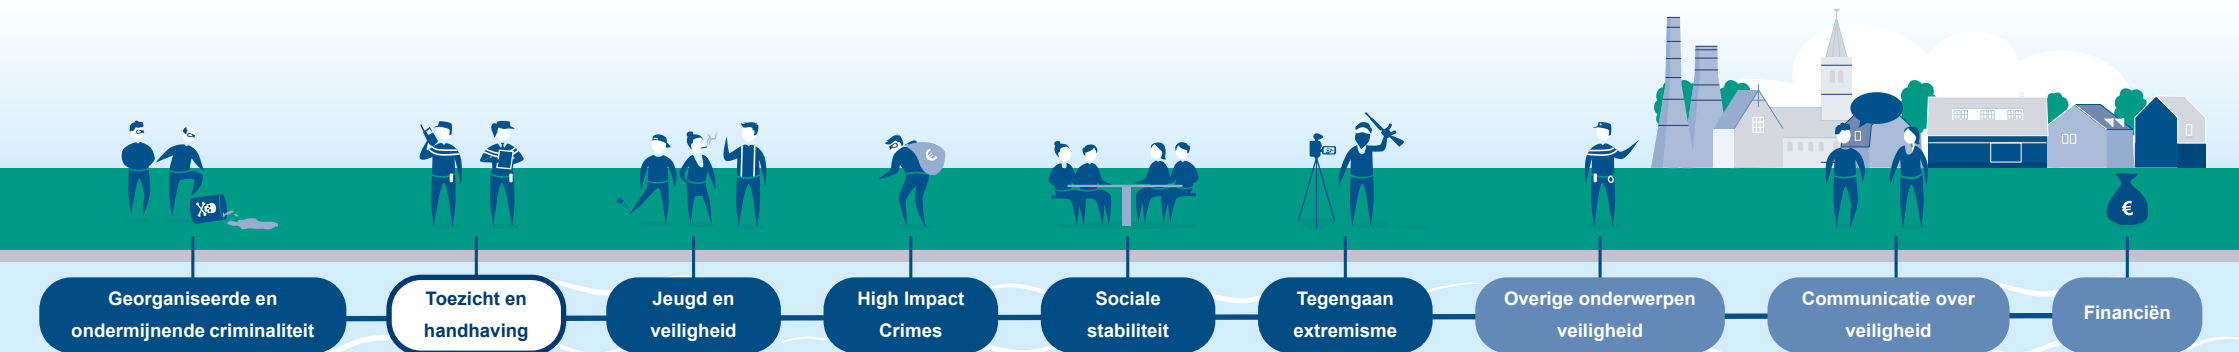 €
€
Georganiseerde en
ondermijnende criminaliteit
Toezicht en
handhaving
Jeugd en
veiligheid
High Impact
Crimes
Sociale
stabiliteit
Tegengaan
extremisme
Overige onderwerpen
veiligheid
Communicatie over
veiligheid
Financiën